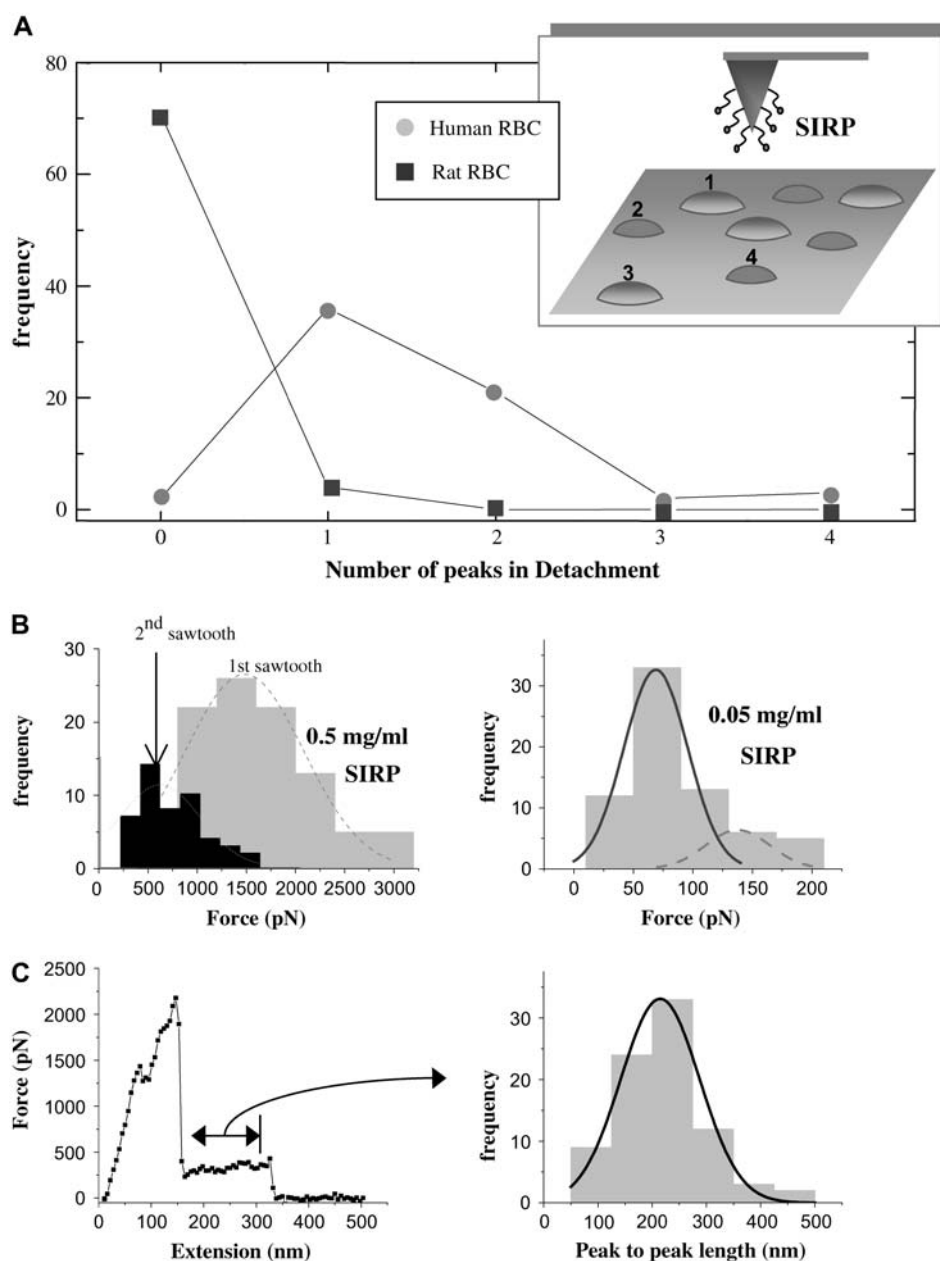 A
80
60
40
20
0
frequency
0 1 2 3 4
Number of peaks in Detachment
Human RBC
Rat RBC
SIRP
1
2
3
4
B
2nd sawtooth
1st sawtooth
0.5 mg/ml
SIRP
30
20
10
0
frequency
0 500 1000 1500 2000 2500 3000
Force (pN)
0.05 mg/ml
SIRP
30
20
10
0
frequency
0 50 100 150 200
Force (pN)
C
2500
2000
1500
1000
500
0
Force (pN)
0 100 200 300 400 500
Extension (nm)
30
20
10
0
frequency
0 100 200 300 400 500
Peak to peak length (nm)